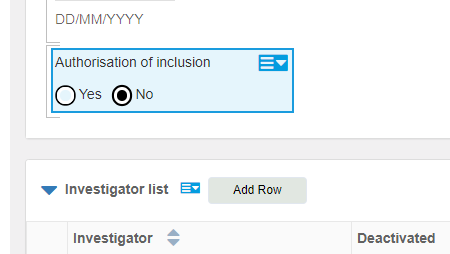 DD/MM/YYYY
Authorisation of inclusion
Yes No
Investigator list Add Row
Investigator Deactivated